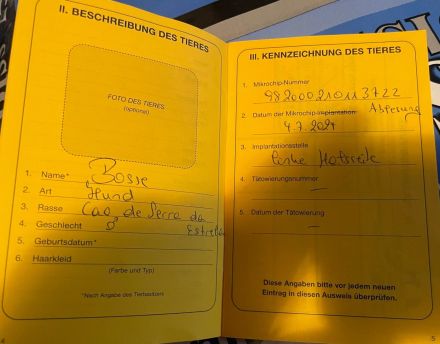 II. BESCHREIBUNG DES TIERES
FOTO DES TIERES
(optional)
1. Name* Bosse
2. Art Hund
3. Rasse Cao de Serra da
Estrela
4. Geschlecht ♂
5. Geburtsdatum*
6. Haarkleid
(Farbe und Typ)
*Nach Angabe des Tierbesitzers
4
III. KENNZEICHNUNG DES TIERES
1. Mikrochip-Nummer
982000210113722
2. Datum der Mikrochip-Implantation Ablesung
4.7.2024
3. Implantationsstelle
linke Halsseite
4. Tätowierungsnummer
—
5. Datum der Tätowierung
—
Diese Angaben bitte vor jedem neuen
Eintrag in diesen Ausweis überprüfen.
5